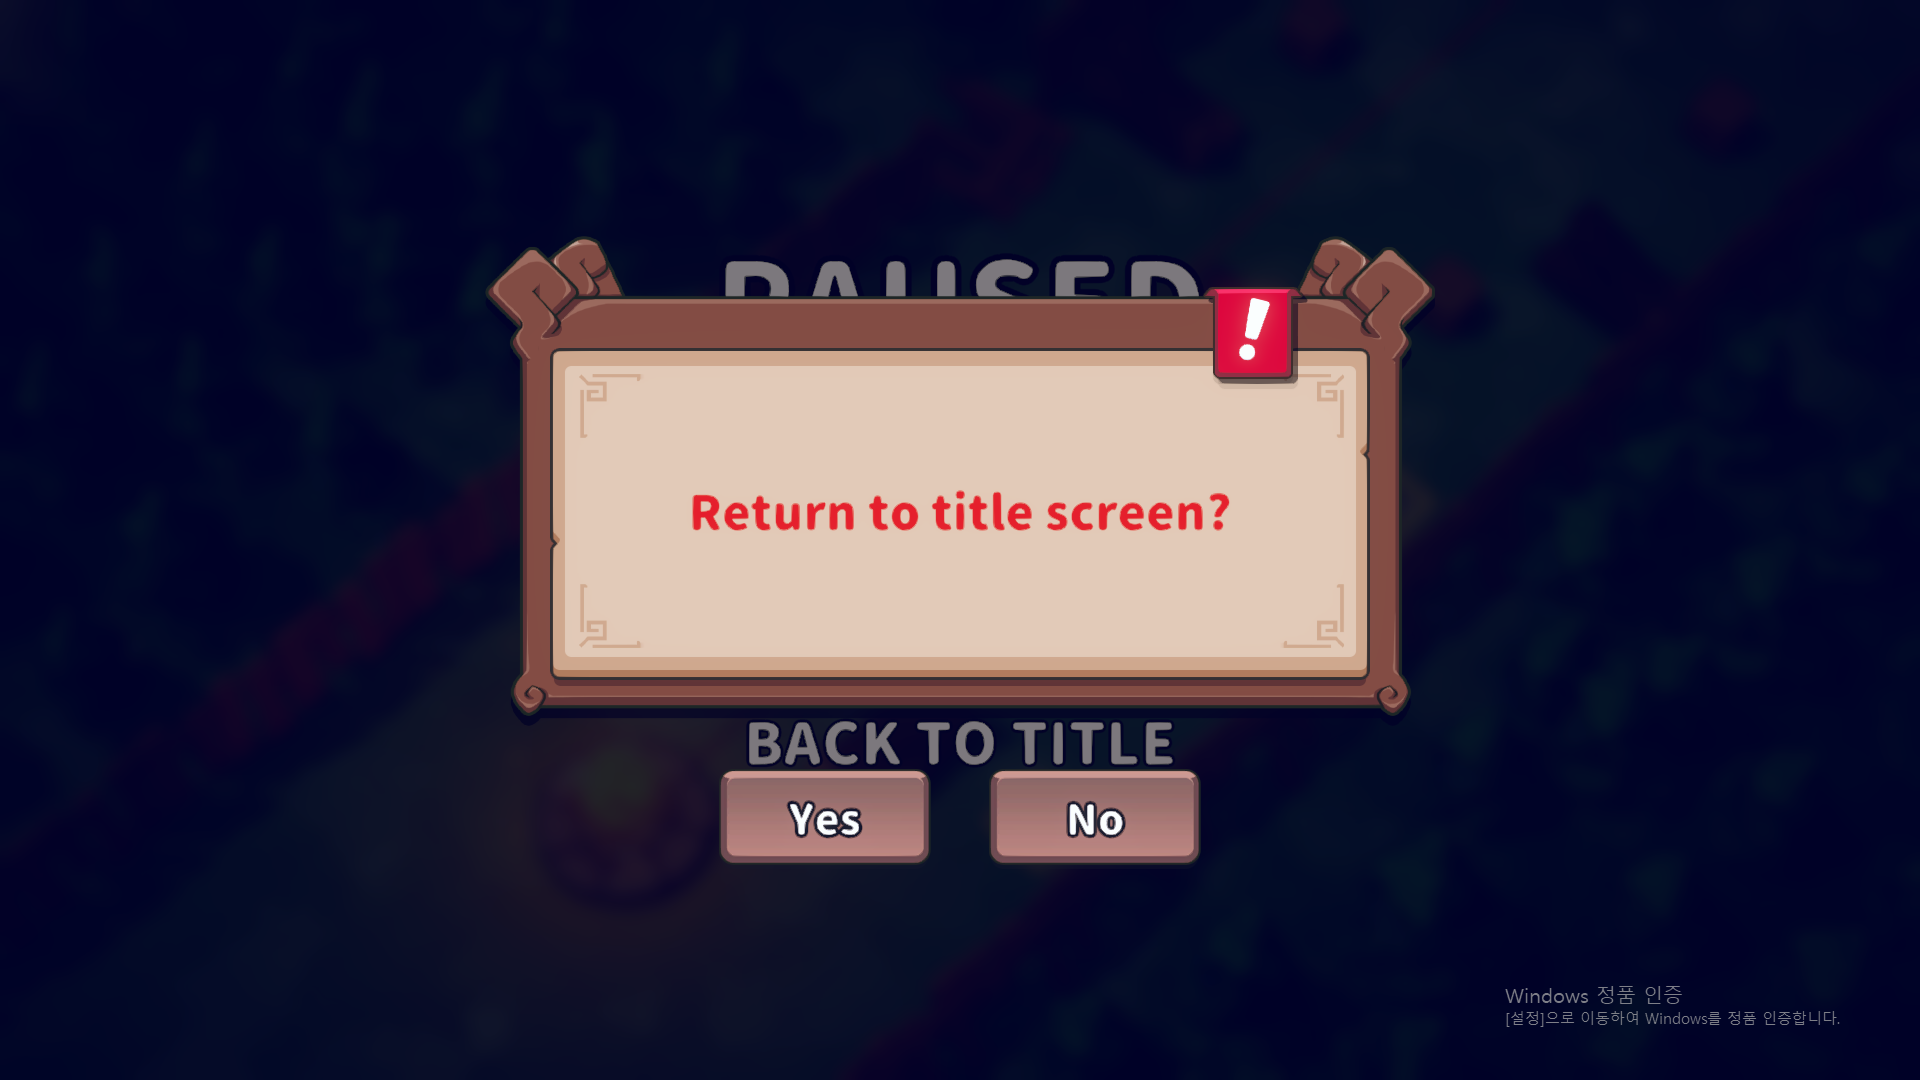 PAUSED
!
Return to title screen?
BACK TO TITLE
Yes No
Windows 정품 인증
[설정]으로 이동하여 Windows를 정품 인증합니다.